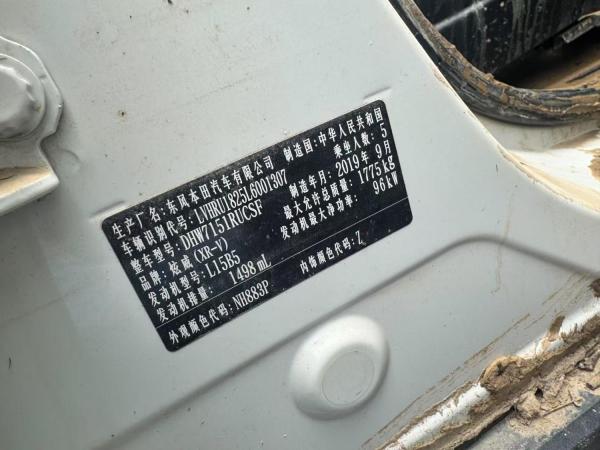 生产厂名:东风本田汽车有限公司 制造国:中华人民共和国
车辆识别代号:LVHRU1825L6001307 乘坐人数:5
整车型号:DHW7151RUCSF 制造年月:2019年9月
品牌:炫威(XR-V) 最大允许总质量:1775kg
发动机型号:L15B5 发动机最大净功率:96kW
发动机排量:1498mL
外观颜色代码:NH883P 内饰颜色代码:Z